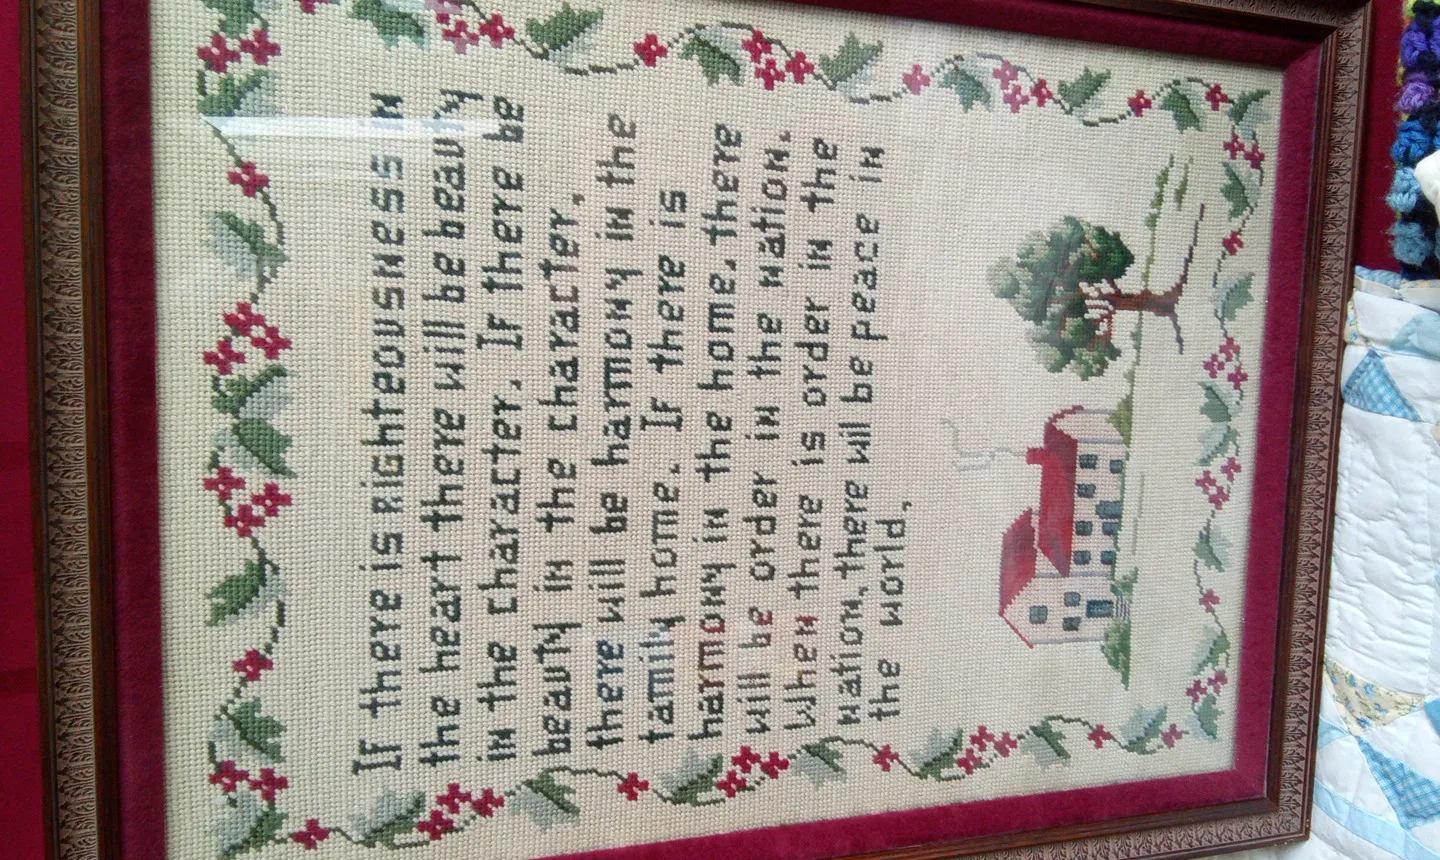 If there is righteousness in
the heart there will be beauty
in the character. If there be
beauty in the character,
there will be harmony in the
family home. If there is
harmony in the home, there
will be order in the nation.
When there is order in the
nation, there wil be peace in
the world,